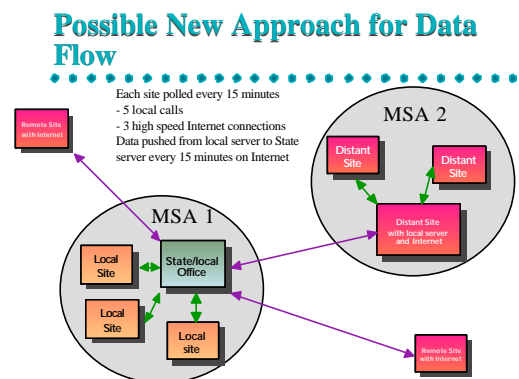 Possible New Approach for Data
Flow
Each site polled every 15 minutes
- 5 local calls
- 3 high speed Internet connections
Data pushed from local server to State
server every 15 minutes on Internet
Remote Site
with Internet
MSA 2
Distant
Site
Distant
Site
Distant Site
with local server
and Internet
MSA 1
State/local
Office
Local
Site
Local
Site
Local
site
Remote Site
with Internet